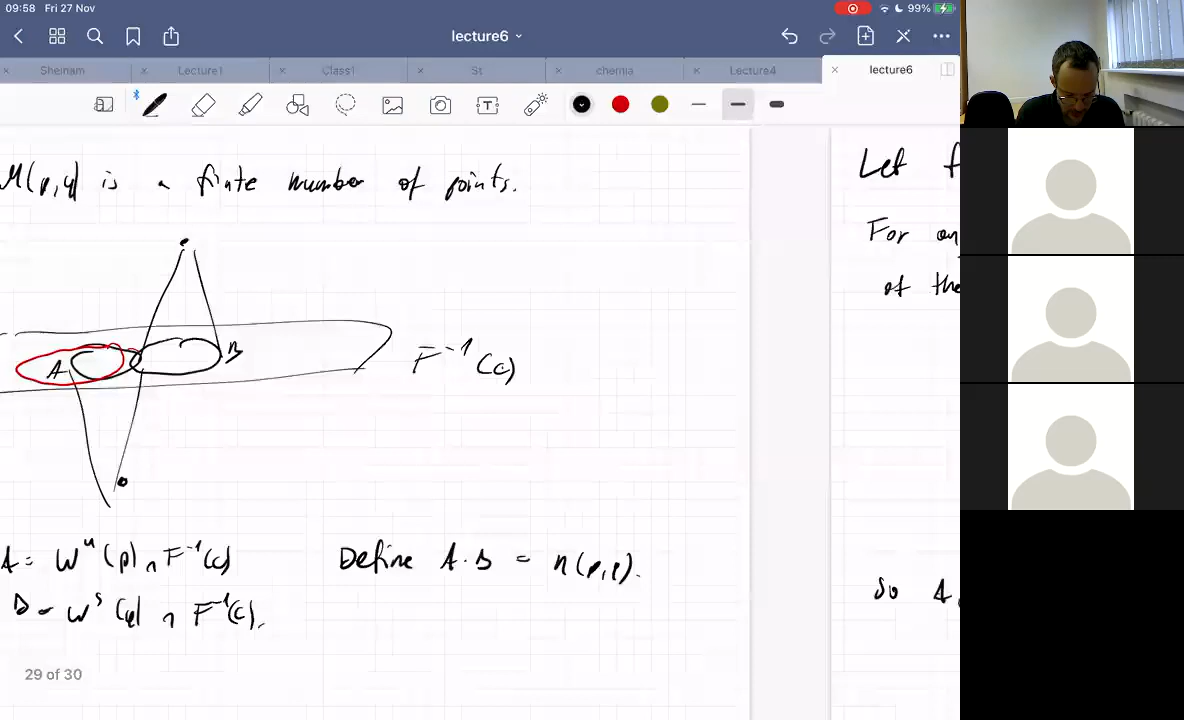 09:58 Fri 27 Nov
99%
lecture6
Sheinam
Lecture1
Class1
St
chernia
Lecture4
lecture6
M(p,q) is a finite number of points.
A
B
F⁻¹(c)
A = Wᵘ(p) ∩ F⁻¹(c)
Define A·B = n(p,q).
B = Wˢ(q) ∩ F⁻¹(c).
29 of 30
Let f
For an
of the
So A